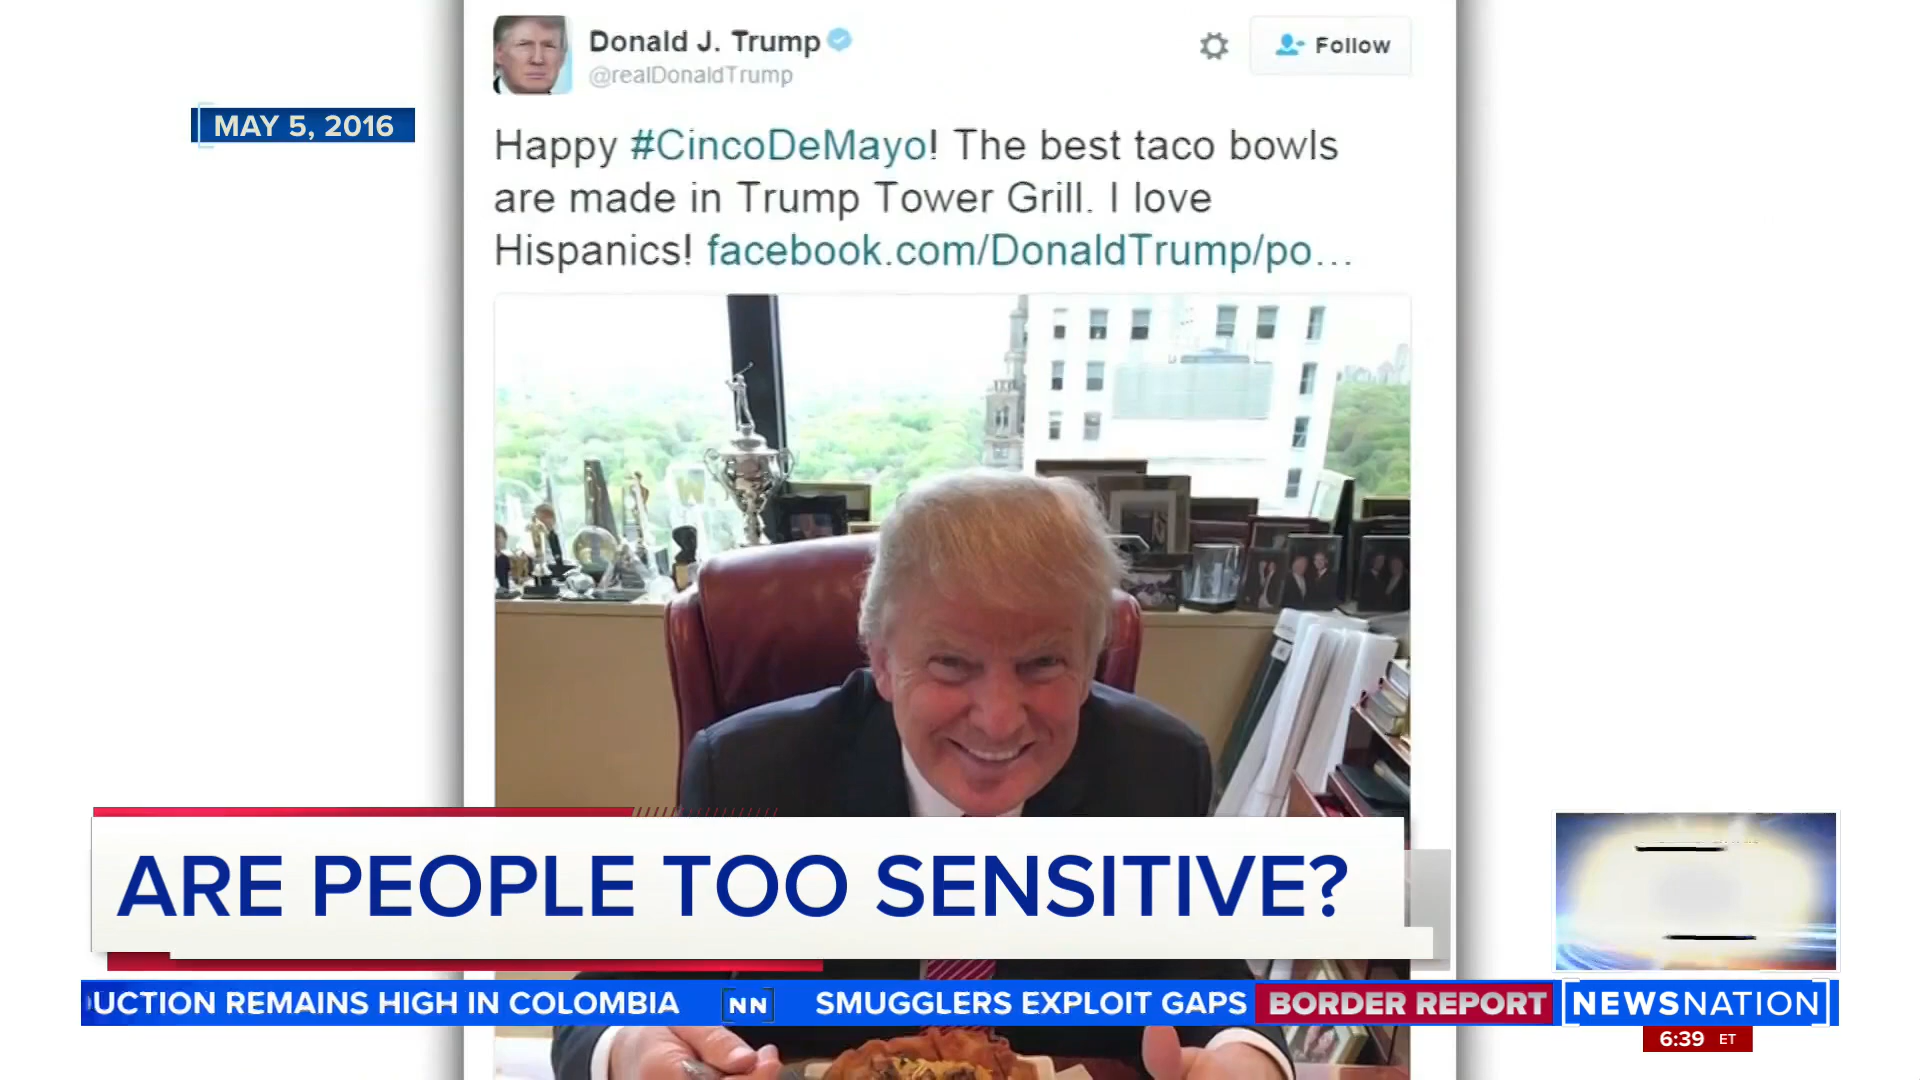 Donald J. Trump
@realDonaldTrump
Follow
MAY 5, 2016
Happy #CincoDeMayo! The best taco bowls
are made in Trump Tower Grill. I love
Hispanics! facebook.com/DonaldTrump/po...
ARE PEOPLE TOO SENSITIVE?
UCTION REMAINS HIGH IN COLOMBIA NN SMUGGLERS EXPLOIT GAPS BORDER REPORT NEWSNATION
6:39 ET